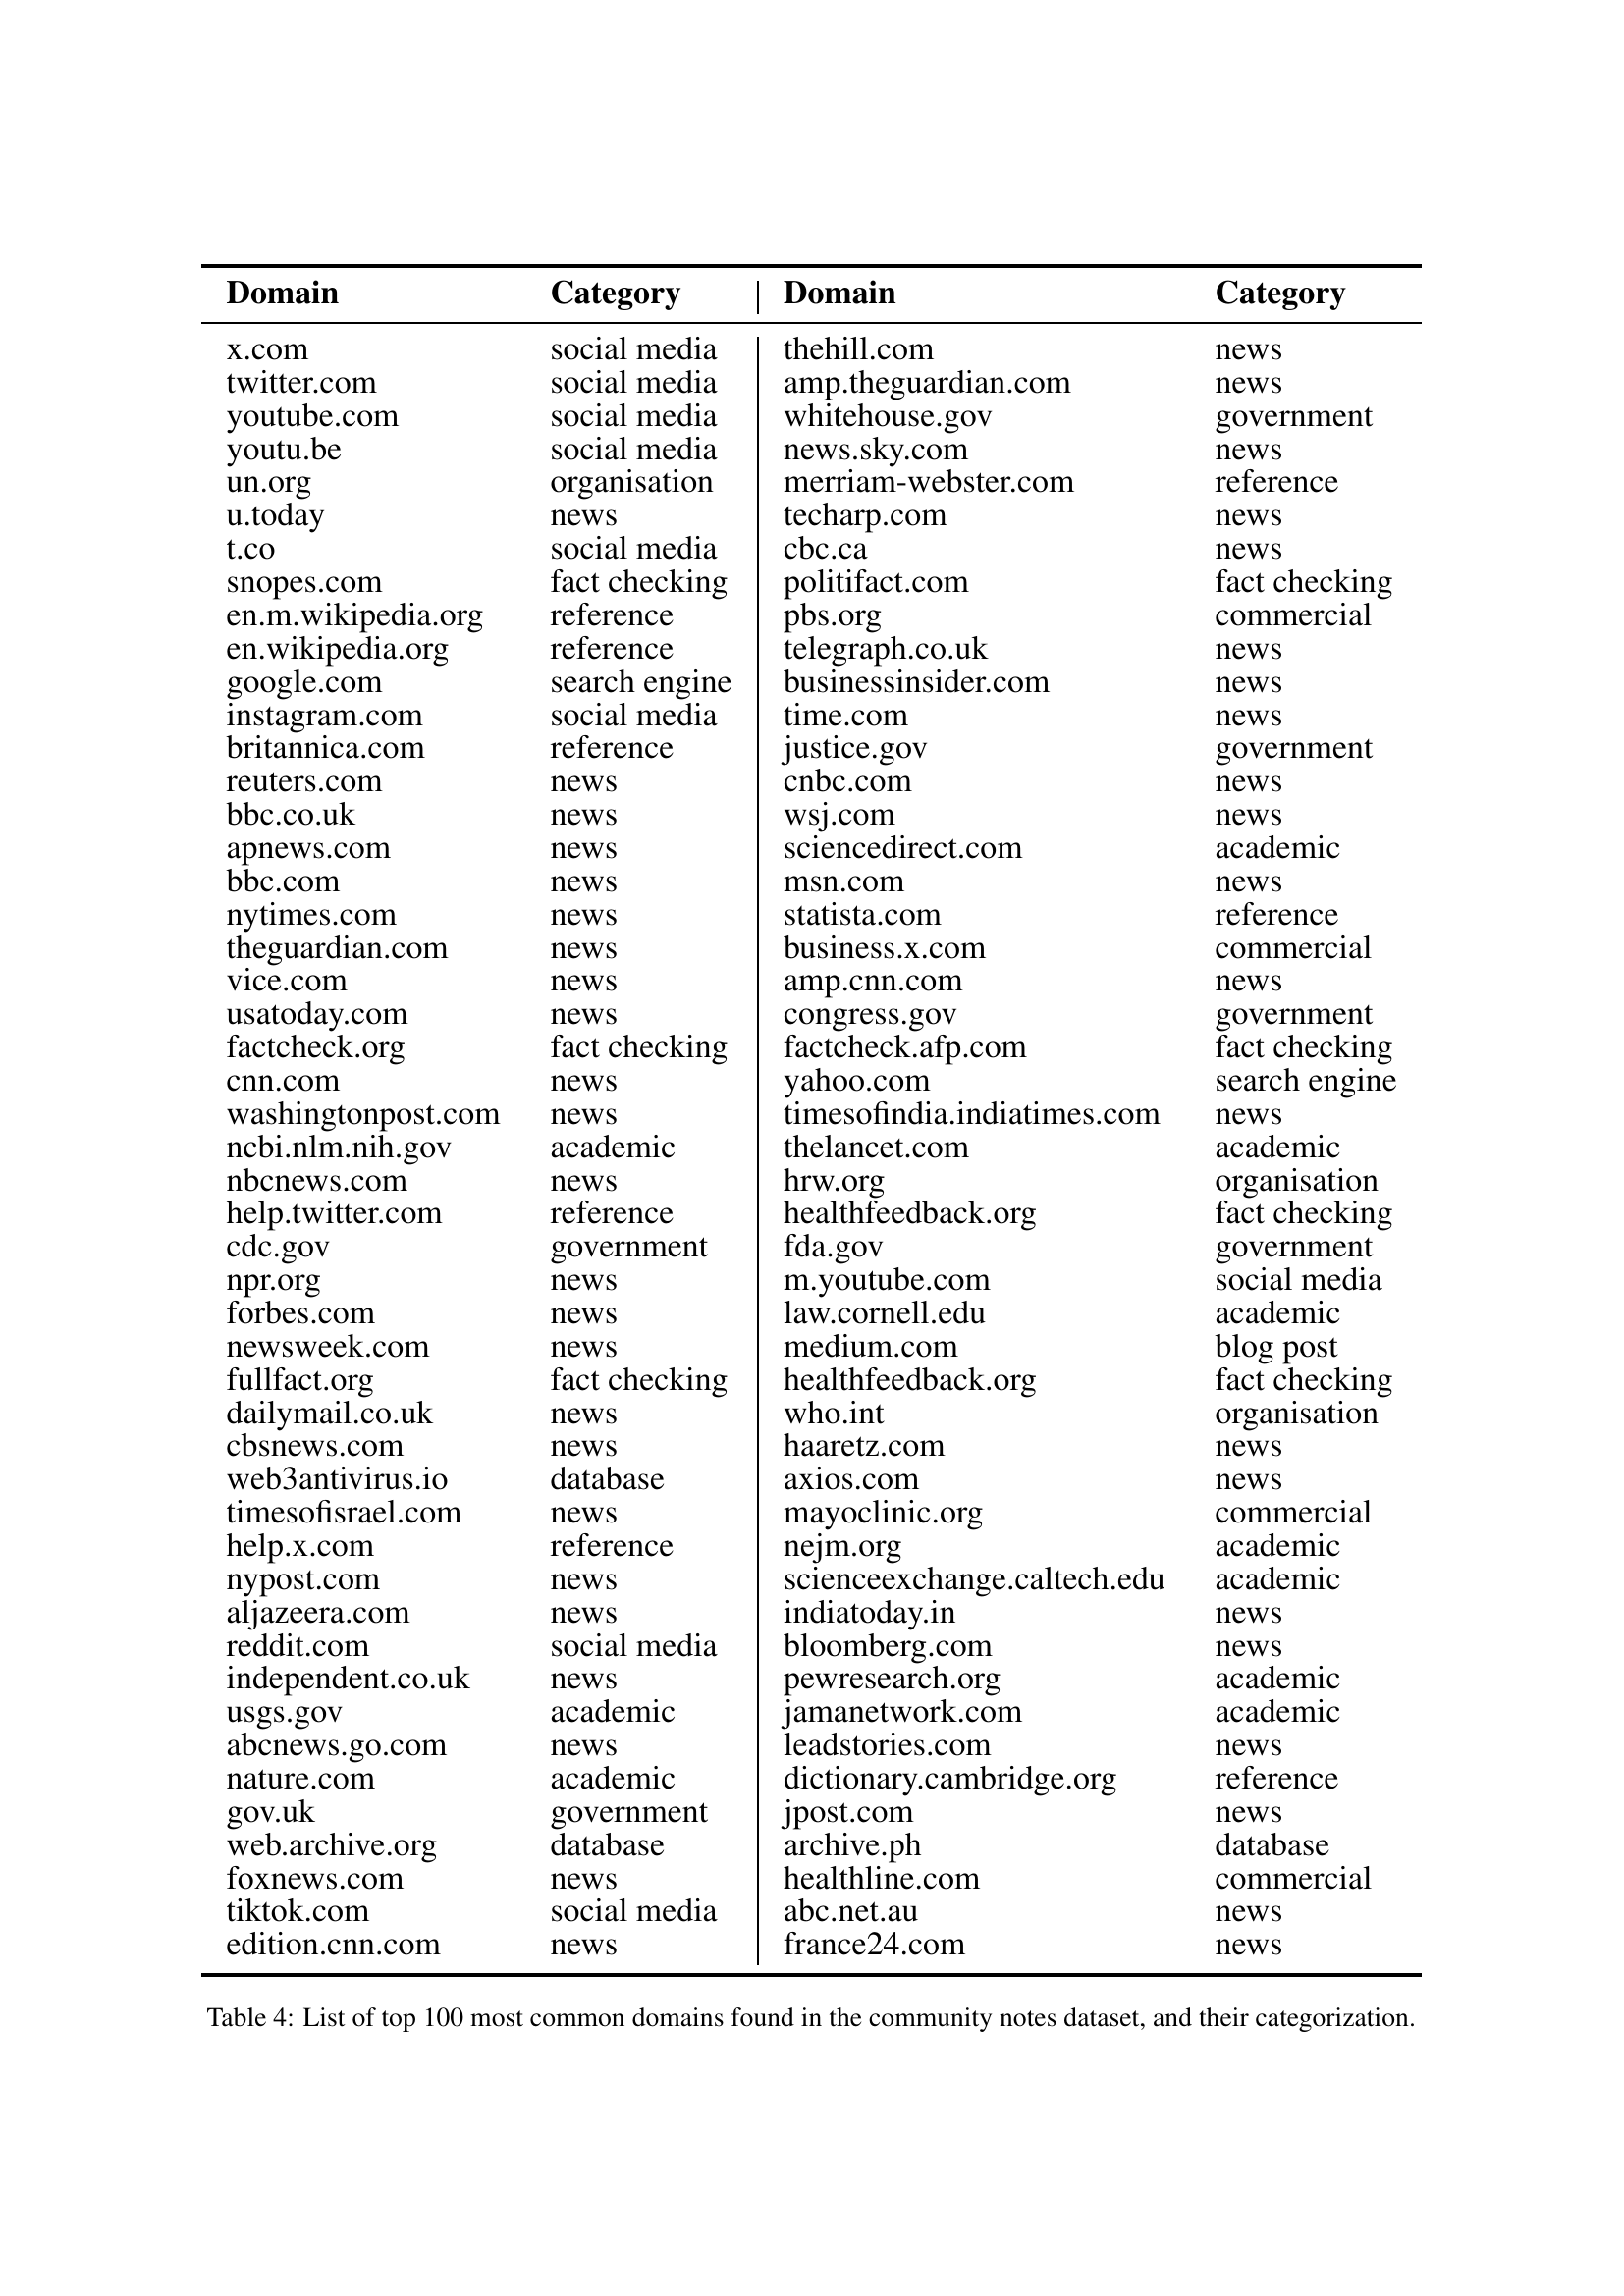 Domain Category Domain Category
x.com social media thehill.com news
twitter.com social media amp.theguardian.com news
youtube.com social media whitehouse.gov government
youtu.be social media news.sky.com news
un.org organisation merriam-webster.com reference
u.today news techarp.com news
t.co social media cbc.ca news
snopes.com fact checking politifact.com fact checking
en.m.wikipedia.org reference pbs.org commercial
en.wikipedia.org reference telegraph.co.uk news
google.com search engine businessinsider.com news
instagram.com social media time.com news
britannica.com reference justice.gov government
reuters.com news cnbc.com news
bbc.co.uk news wsj.com news
apnews.com news sciencedirect.com academic
bbc.com news msn.com news
nytimes.com news statista.com reference
theguardian.com news business.x.com commercial
vice.com news amp.cnn.com news
usatoday.com news congress.gov government
factcheck.org fact checking factcheck.afp.com fact checking
cnn.com news yahoo.com search engine
washingtonpost.com news timesofindia.indiatimes.com news
ncbi.nlm.nih.gov academic thelancet.com academic
nbcnews.com news hrw.org organisation
help.twitter.com reference healthfeedback.org fact checking
cdc.gov government fda.gov government
npr.org news m.youtube.com social media
forbes.com news law.cornell.edu academic
newsweek.com news medium.com blog post
fullfact.org fact checking healthfeedback.org fact checking
dailymail.co.uk news who.int organisation
cbsnews.com news haaretz.com news
web3antivirus.io database axios.com news
timesofisrael.com news mayoclinic.org commercial
help.x.com reference nejm.org academic
nypost.com news scienceexchange.caltech.edu academic
aljazeera.com news indiatoday.in news
reddit.com social media bloomberg.com news
independent.co.uk news pewresearch.org academic
usgs.gov academic jamanetwork.com academic
abcnews.go.com news leadstories.com news
nature.com academic dictionary.cambridge.org reference
gov.uk government jpost.com news
web.archive.org database archive.ph database
foxnews.com news healthline.com commercial
tiktok.com social media abc.net.au news
edition.cnn.com news france24.com news
Table 4: List of top 100 most common domains found in the community notes dataset, and their categorization.